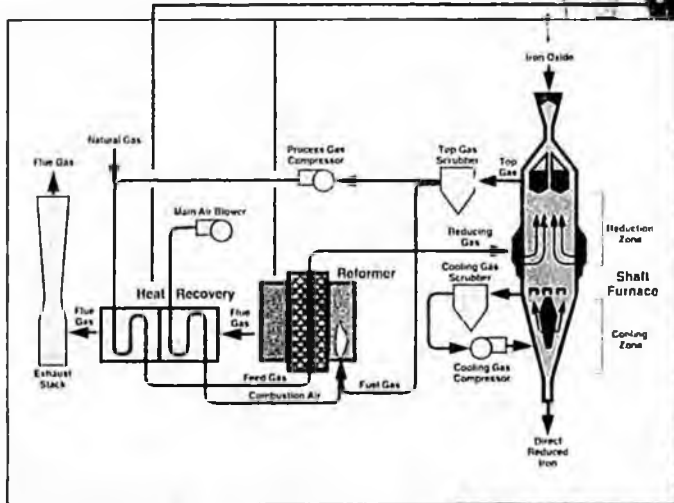 Iron Oxide
Natural Gas
Process Gas
Compressor
Top Gas
Scrubber
Top
Gas
Flue Gas
Main Air Blower
Reducing
Gas
Reduction
Zone
Reformer
Cooling Gas
Scrubber
Shaft
Furnace
Heat Recovery
Flue
Gas
Flue
Gas
Cooling
Zone
Exhaust
Stack
Feed Gas
Combustion Air
Fuel Gas
Cooling Gas
Compressor
Direct
Reduced
Iron